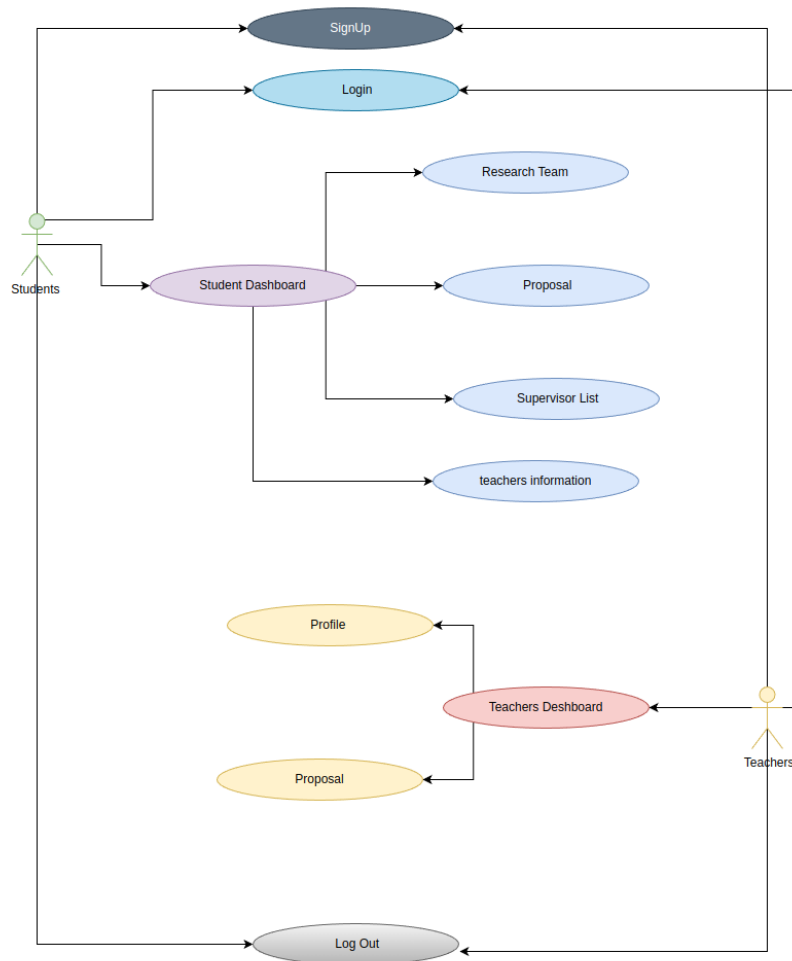 SignUp
Login
Research Team
Students
Student Dashboard
Proposal
Supervisor List
teachers information
Profile
Teachers Deshboard
Teachers
Proposal
Log Out